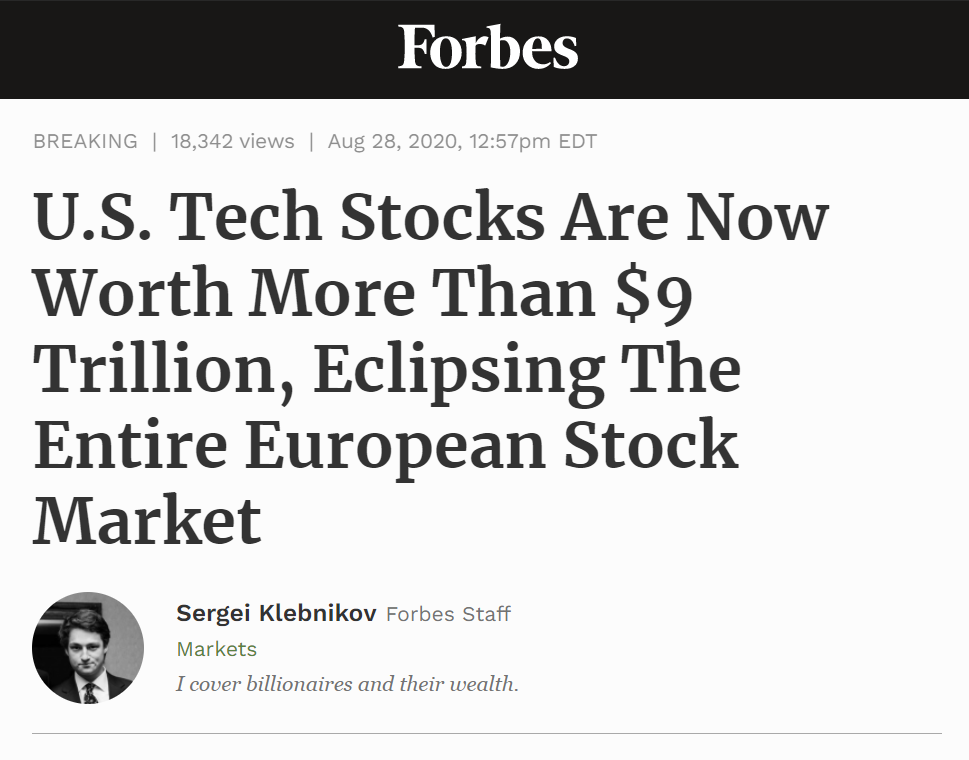 Forbes
BREAKING | 18,342 views | Aug 28, 2020, 12:57pm EDT
U.S. Tech Stocks Are Now
Worth More Than $9
Trillion, Eclipsing The
Entire European Stock
Market
Sergei Klebnikov Forbes Staff
Markets
I cover billionaires and their wealth.